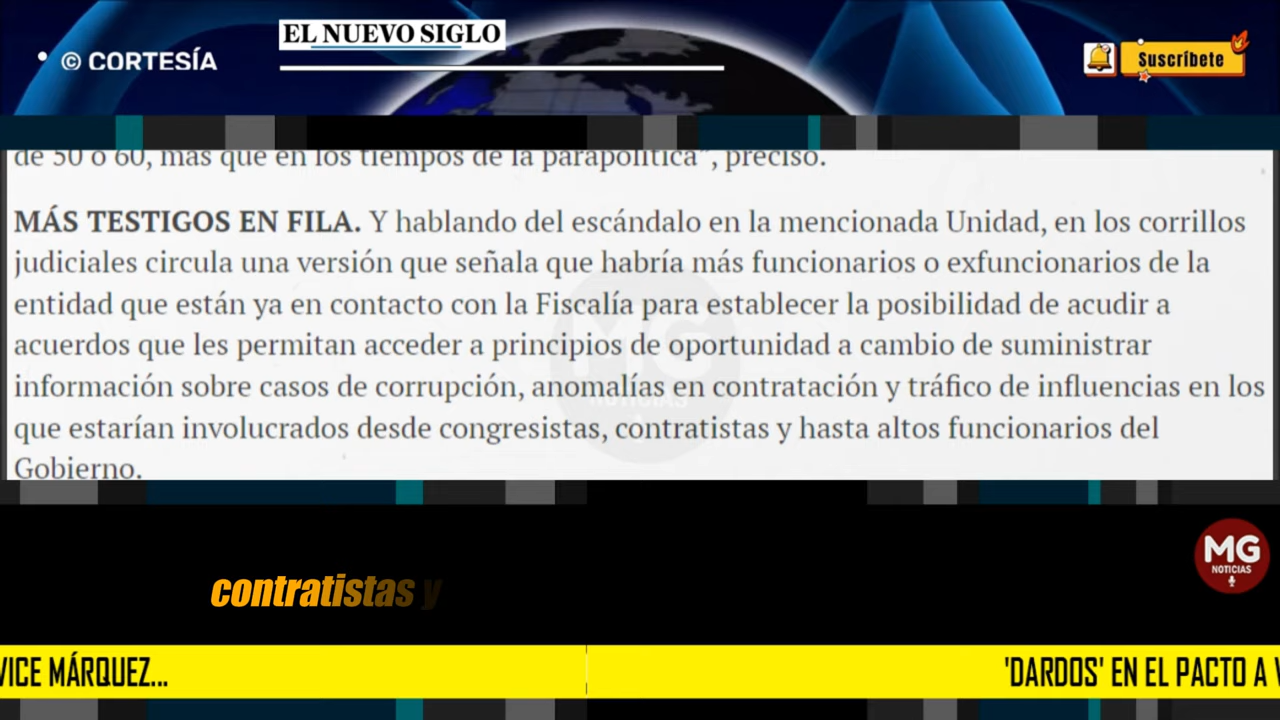 EL NUEVO SIGLO
© CORTESÍA
Suscríbete
de 50 o 60, más que en los tiempos de la parapolítica", precisó.
MÁS TESTIGOS EN FILA. Y hablando del escándalo en la mencionada Unidad, en los corrillos
judiciales circula una versión que señala que habría más funcionarios o exfuncionarios de la
entidad que están ya en contacto con la Fiscalía para establecer la posibilidad de acudir a
acuerdos que les permitan acceder a principios de oportunidad a cambio de suministrar
información sobre casos de corrupción, anomalías en contratación y tráfico de influencias en los
que estarían involucrados desde congresistas, contratistas y hasta altos funcionarios del
Gobierno.
MG
NOTICIAS
MG
NOTICIAS
contratistas y
VICE MÁRQUEZ... 'DARDOS' EN EL PACTO A V